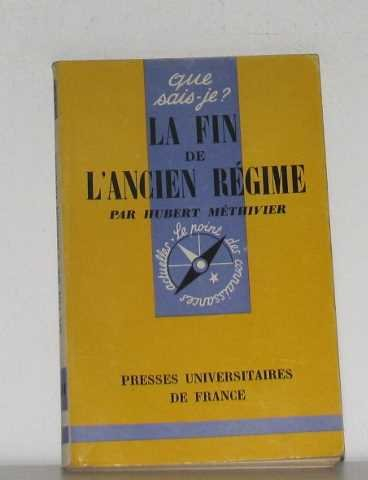 que
sais-je?
LA FIN
DE
L'ANCIEN RÉGIME
PAR HUBERT MÉTHIVIER
Le point des connaissances actuelles
PRESSES UNIVERSITAIRES
DE FRANCE